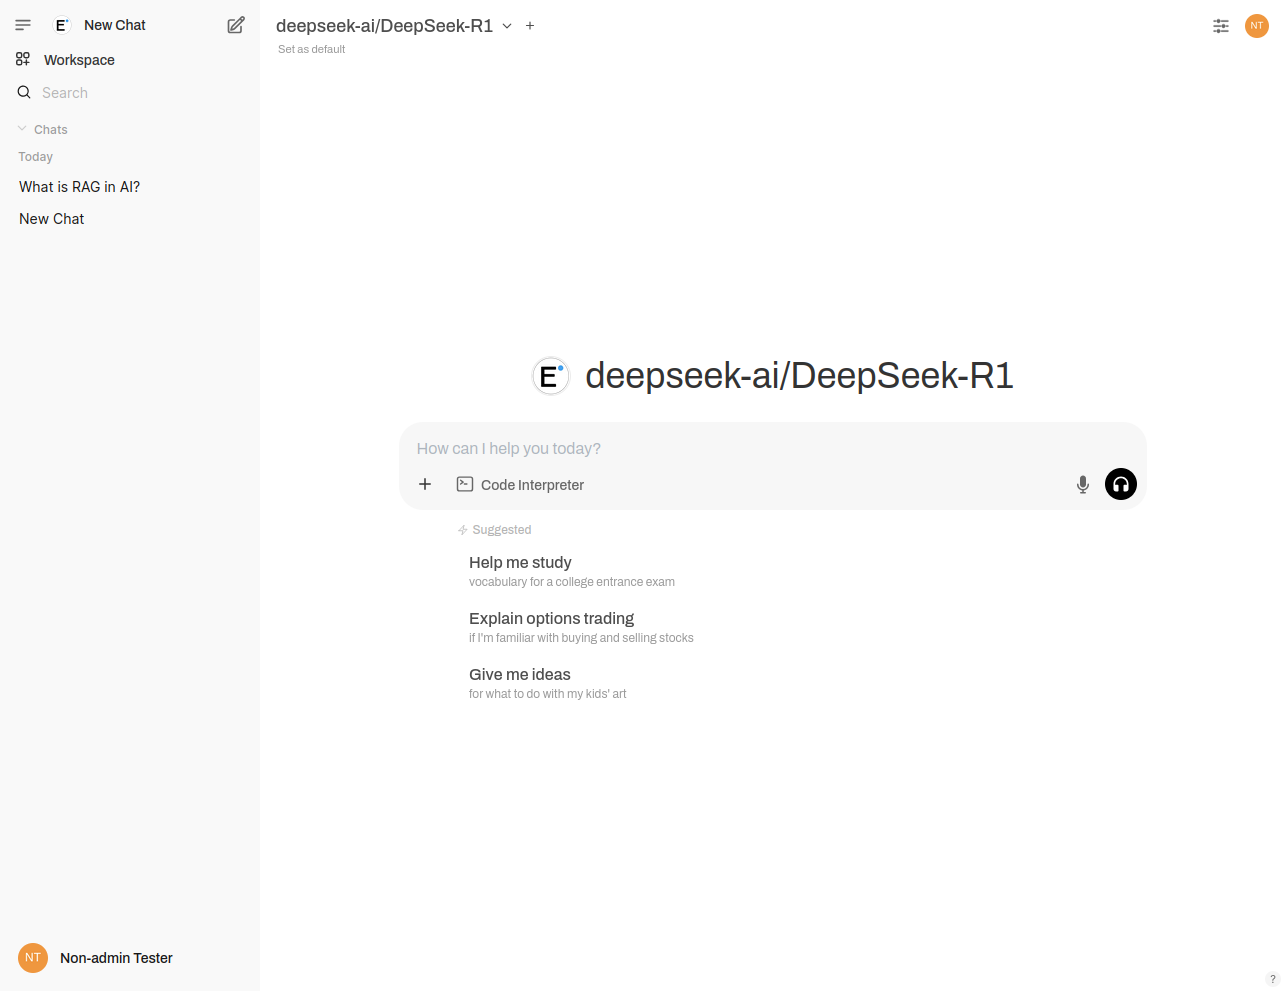 E New Chat
Workspace
Search
Chats
Today
What is RAG in AI?
New Chat
NT Non-admin Tester
deepseek-ai/DeepSeek-R1 +
Set as default
NT
E deepseek-ai/DeepSeek-R1
How can I help you today?
+ Code Interpreter
Suggested
Help me study
vocabulary for a college entrance exam
Explain options trading
if I'm familiar with buying and selling stocks
Give me ideas
for what to do with my kids' art
?